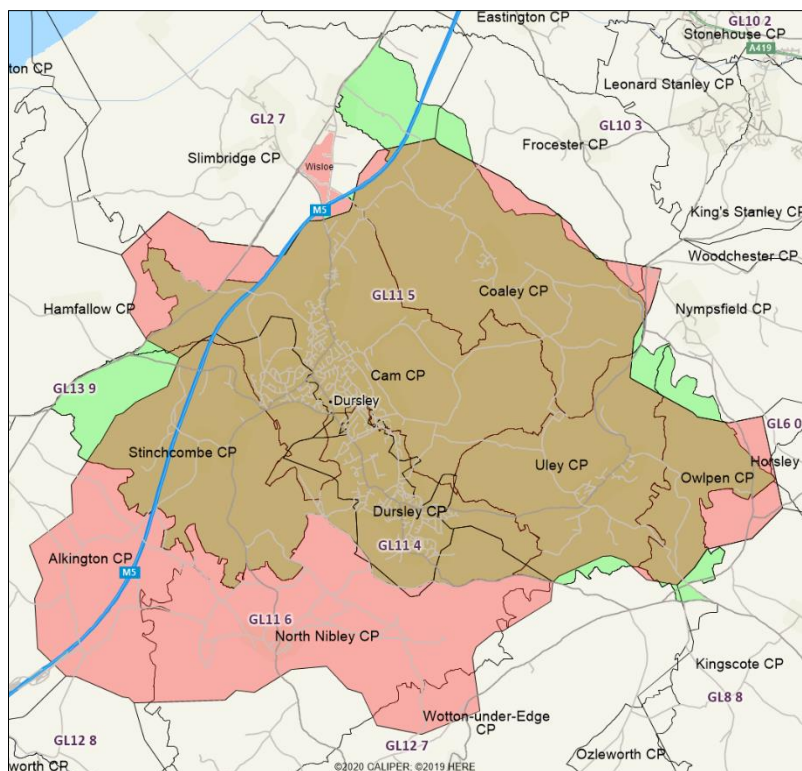 Eastington CP
GL10 2
Stonehouse CP
A419
ton CP
Leonard Stanley CP
GL2 7
GL10 3
Frocester CP
Slimbridge CP
Wisloe
King's Stanley CP
M5
Woodchester CP
GL11 5
Coaley CP
Hamfallow CP
Nympsfield CP
Cam CP
GL13 9
Dursley
GL6 0
Stinchcombe CP
Horsley
Uley CP
Owlpen CP
Dursley CP
GL11 4
Alkington CP
M5
GL11 6
North Nibley CP
Kingscote CP
GL8 8
Wotton-under-Edge
CP
GL12 8
GL12 7
Ozleworth CP
worth CP
©2020 CALIPER; ©2019 HERE